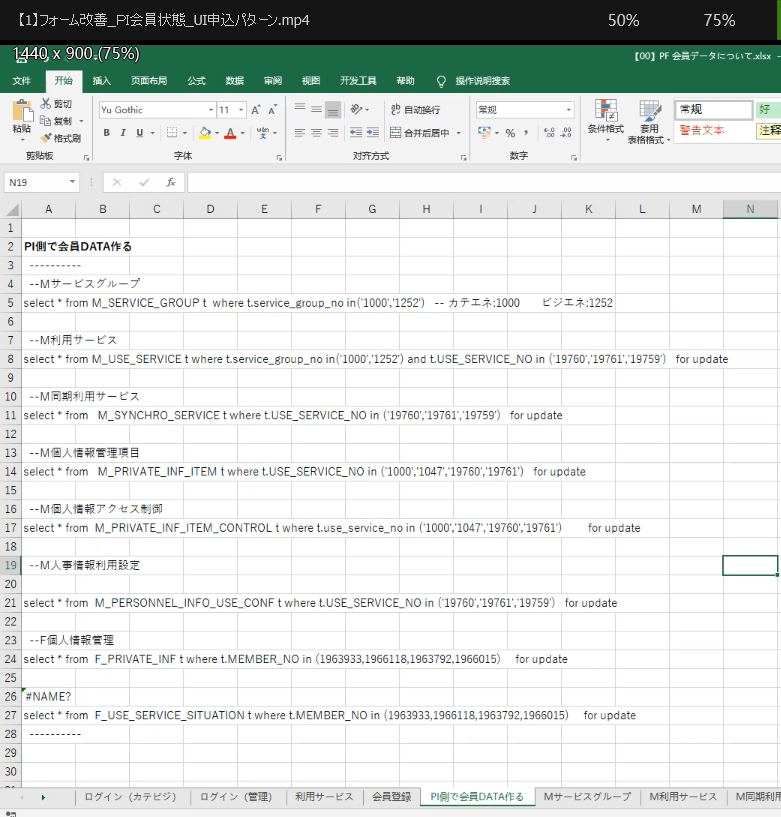 【1】フォーム改善_PI会員状態_UI申込パターン.mp4 50% 75%
1440 x 900 (75%)
【00】PF 会員データについて.xlsx -
文件 开始 插入 页面布局 公式 数据 审阅 视图 开发工具 帮助 操作说明搜索
粘贴 剪切 复制 格式刷
Yu Gothic 11 A A
B I U
自动换行
合并后居中
常规
% ,
条件格式 套用表格格式
常规 好
警告文本 注释
剪贴板 字体 对齐方式 数字
N19 fx
A B C D E F G H I J K L M N
1
2 PI側で会員DATA作る
3 ----------
4 --Mサービスグループ
5 select * from M_SERVICE_GROUP t where t.service_group_no in('1000','1252') -- カテエネ:1000 ビジエネ:1252
6
7 --M利用サービス
8 select * from M_USE_SERVICE t where t.service_group_no in('1000','1252') and t.USE_SERVICE_NO in ('19760','19761','19759') for update
9
10 --M同期利用サービス
11 select * from M_SYNCHRO_SERVICE t where t.USE_SERVICE_NO in ('19760','19761','19759') for update
12
13 --M個人情報管理項目
14 select * from M_PRIVATE_INF_ITEM t where t.USE_SERVICE_NO in ('1000','1047','19760','19761') for update
15
16 --M個人情報アクセス制御
17 select * from M_PRIVATE_INF_ITEM_CONTROL t where t.use_service_no in ('1000','1047','19760','19761') for update
18
19 --M人事情報利用設定
20
21 select * from M_PERSONNEL_INFO_USE_CONF t where t.USE_SERVICE_NO in ('19760','19761','19759') for update
22
23 --F個人情報管理
24 select * from F_PRIVATE_INF t where t.MEMBER_NO in (1963933,1966118,1963792,1966015) for update
25
26 #NAME?
27 select * from F_USE_SERVICE_SITUATION t where t.MEMBER_NO in (1963933,1966118,1963792,1966015) for update
28 ----------
29
30
ログイン（カテビジ） ログイン（管理） 利用サービス 会員登録 PI側で会員DATA作る Mサービスグループ M利用サービス M同期利用